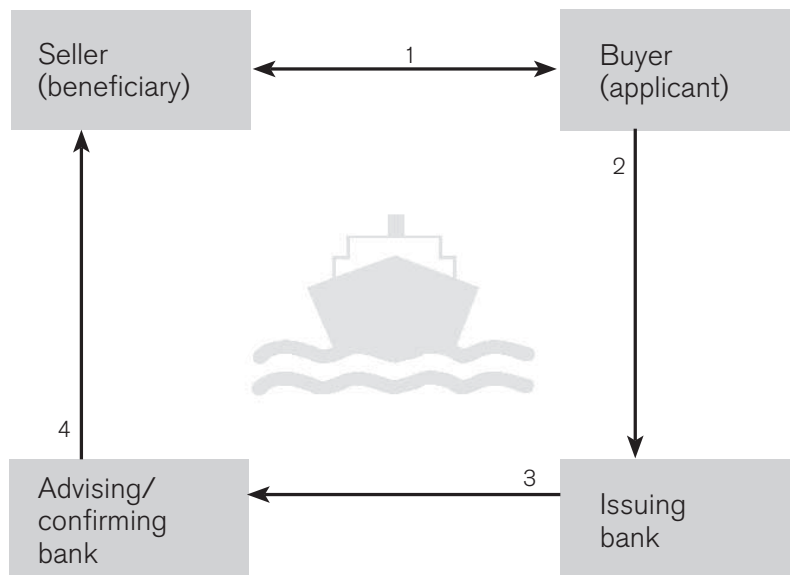 Seller
(beneficiary)
1
Buyer
(applicant)
2
4
Advising/
confirming
bank
3
Issuing
bank